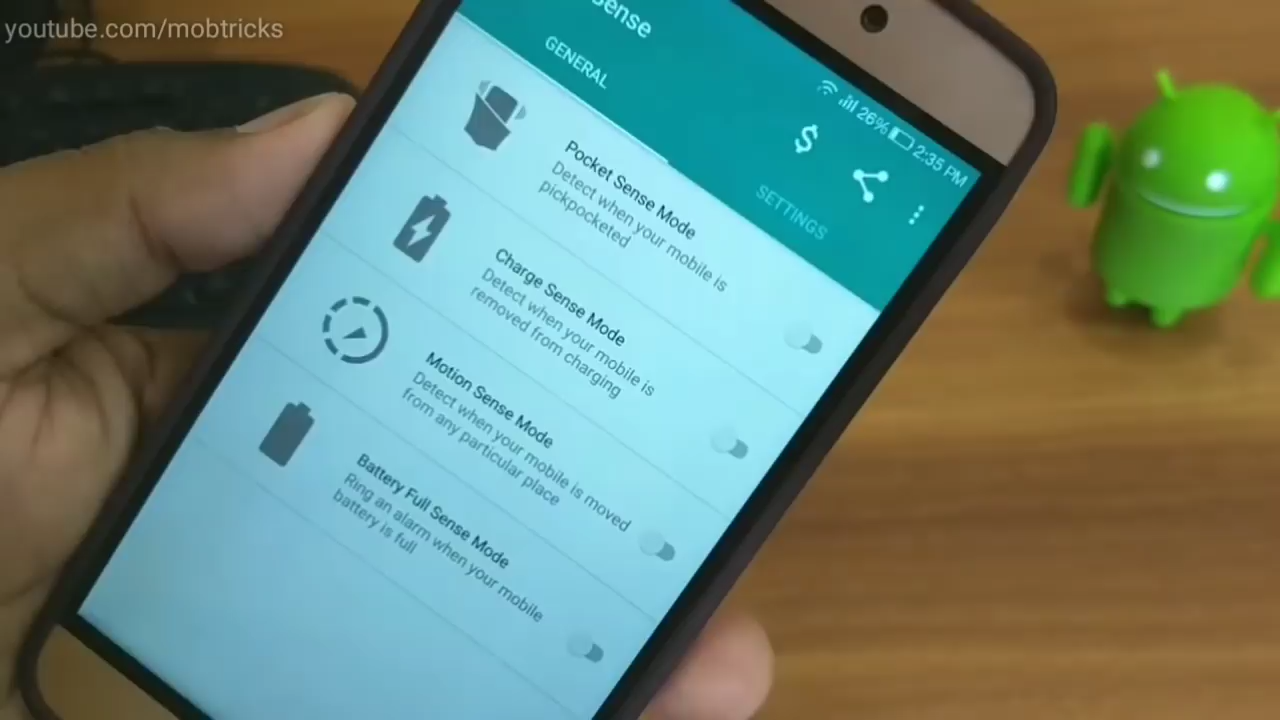 youtube.com/mobtricks
26% 2:35 PM
Sense
GENERAL
SETTINGS
Pocket Sense Mode
Detect when your mobile is
pickpocketed
Charge Sense Mode
Detect when your mobile is
removed from charging
Motion Sense Mode
Detect when your mobile is moved
from any particular place
Battery Full Sense Mode
Ring an alarm when your mobile
battery is full